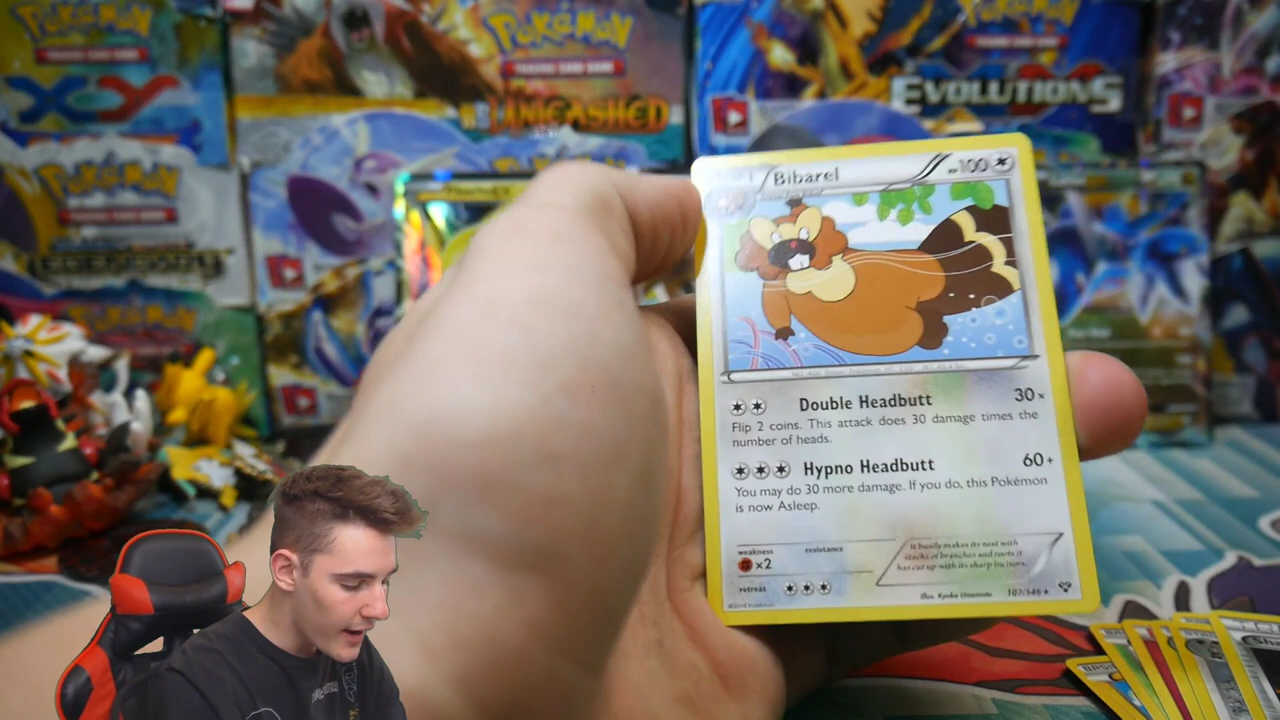 Pokémon
TRADING CARD GAME
XY
Pokémon
TRADING CARD GAME
UNLEASHED
Pokémon
TRADING CARD GAME
EVOLUTIONS
Pokémon
Pokémon
Bibarel
HP100
Double Headbutt 30×
Flip 2 coins. This attack does 30 damage times the
number of heads.
Hypno Headbutt 60+
You may do 30 more damage. If you do, this Pokémon
is now Asleep.
weakness
resistance
×2
retreat
It busily makes its nest with
stacks of branches and roots it
has cut up with its sharp incisors.
Illus. Kyoko Umemoto
107/146